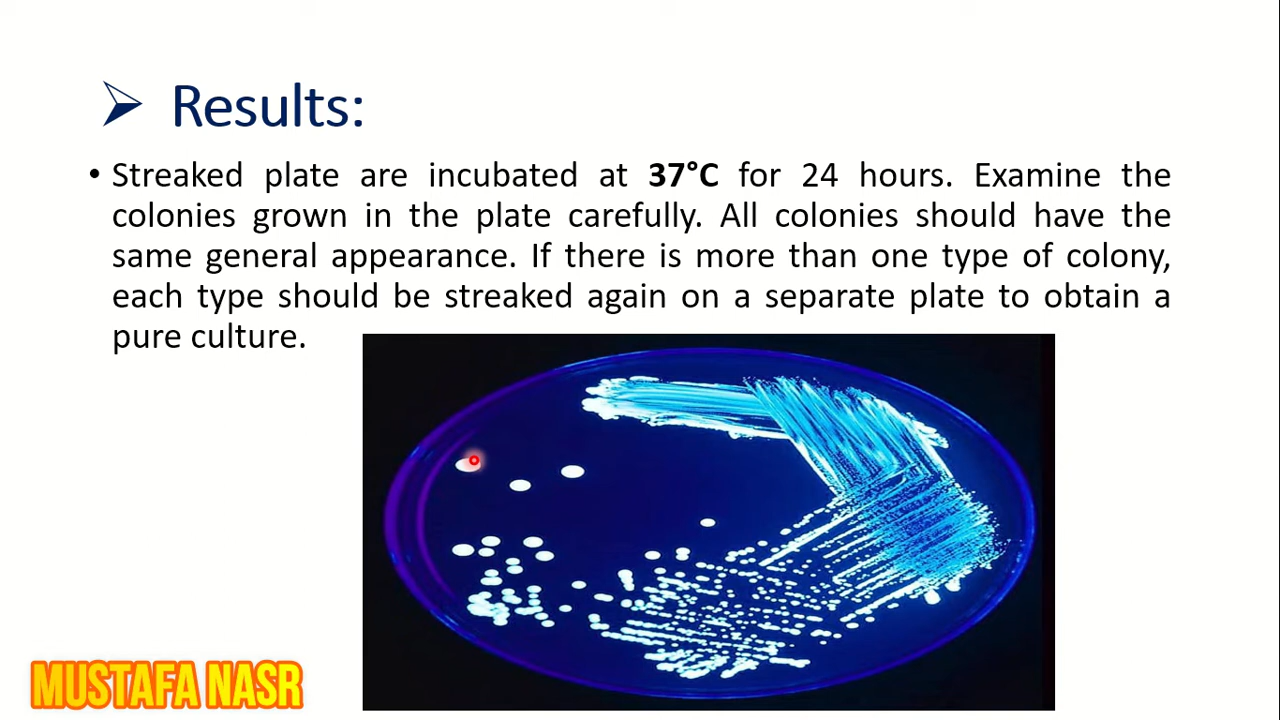 ➢ Results:
• Streaked plate are incubated at 37°C for 24 hours. Examine the
colonies grown in the plate carefully. All colonies should have the
same general appearance. If there is more than one type of colony,
each type should be streaked again on a separate plate to obtain a
pure culture.
MUSTAFA NASR